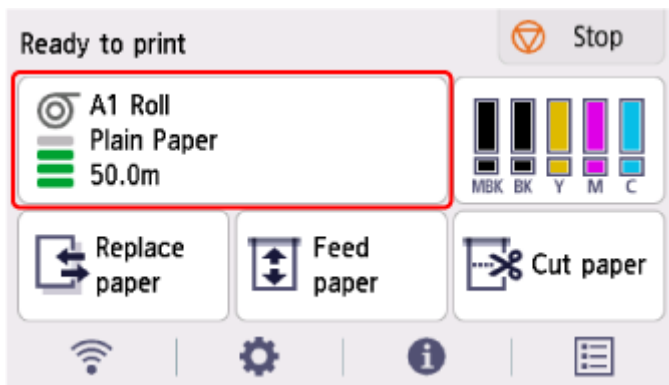 Ready to print
Stop
A1 Roll
Plain Paper
50.0m
MBK BK Y M C
Replace
paper
Feed
paper
Cut paper